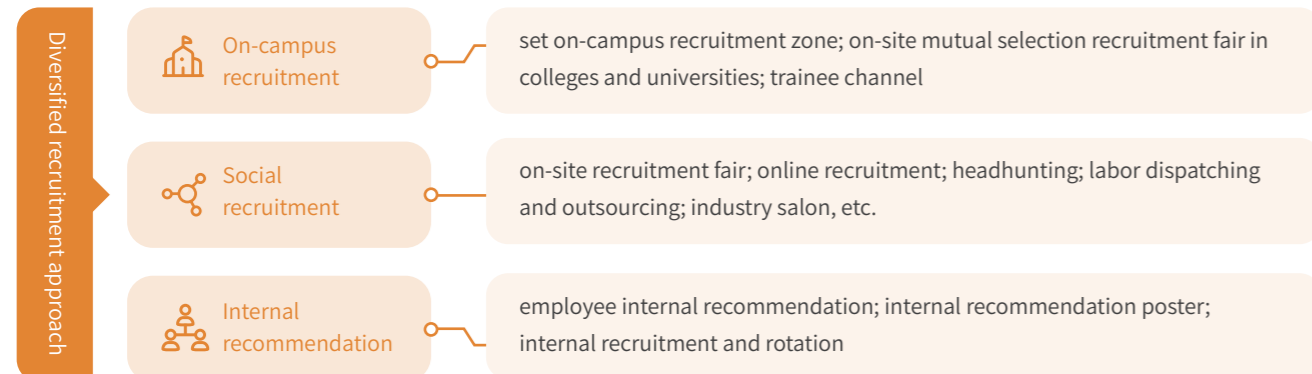 Diversified recruitment approach
On-campus
recruitment
set on-campus recruitment zone; on-site mutual selection recruitment fair in
colleges and universities; trainee channel
Social
recruitment
on-site recruitment fair; online recruitment; headhunting; labor dispatching
and outsourcing; industry salon, etc.
Internal
recommendation
employee internal recommendation; internal recommendation poster;
internal recruitment and rotation